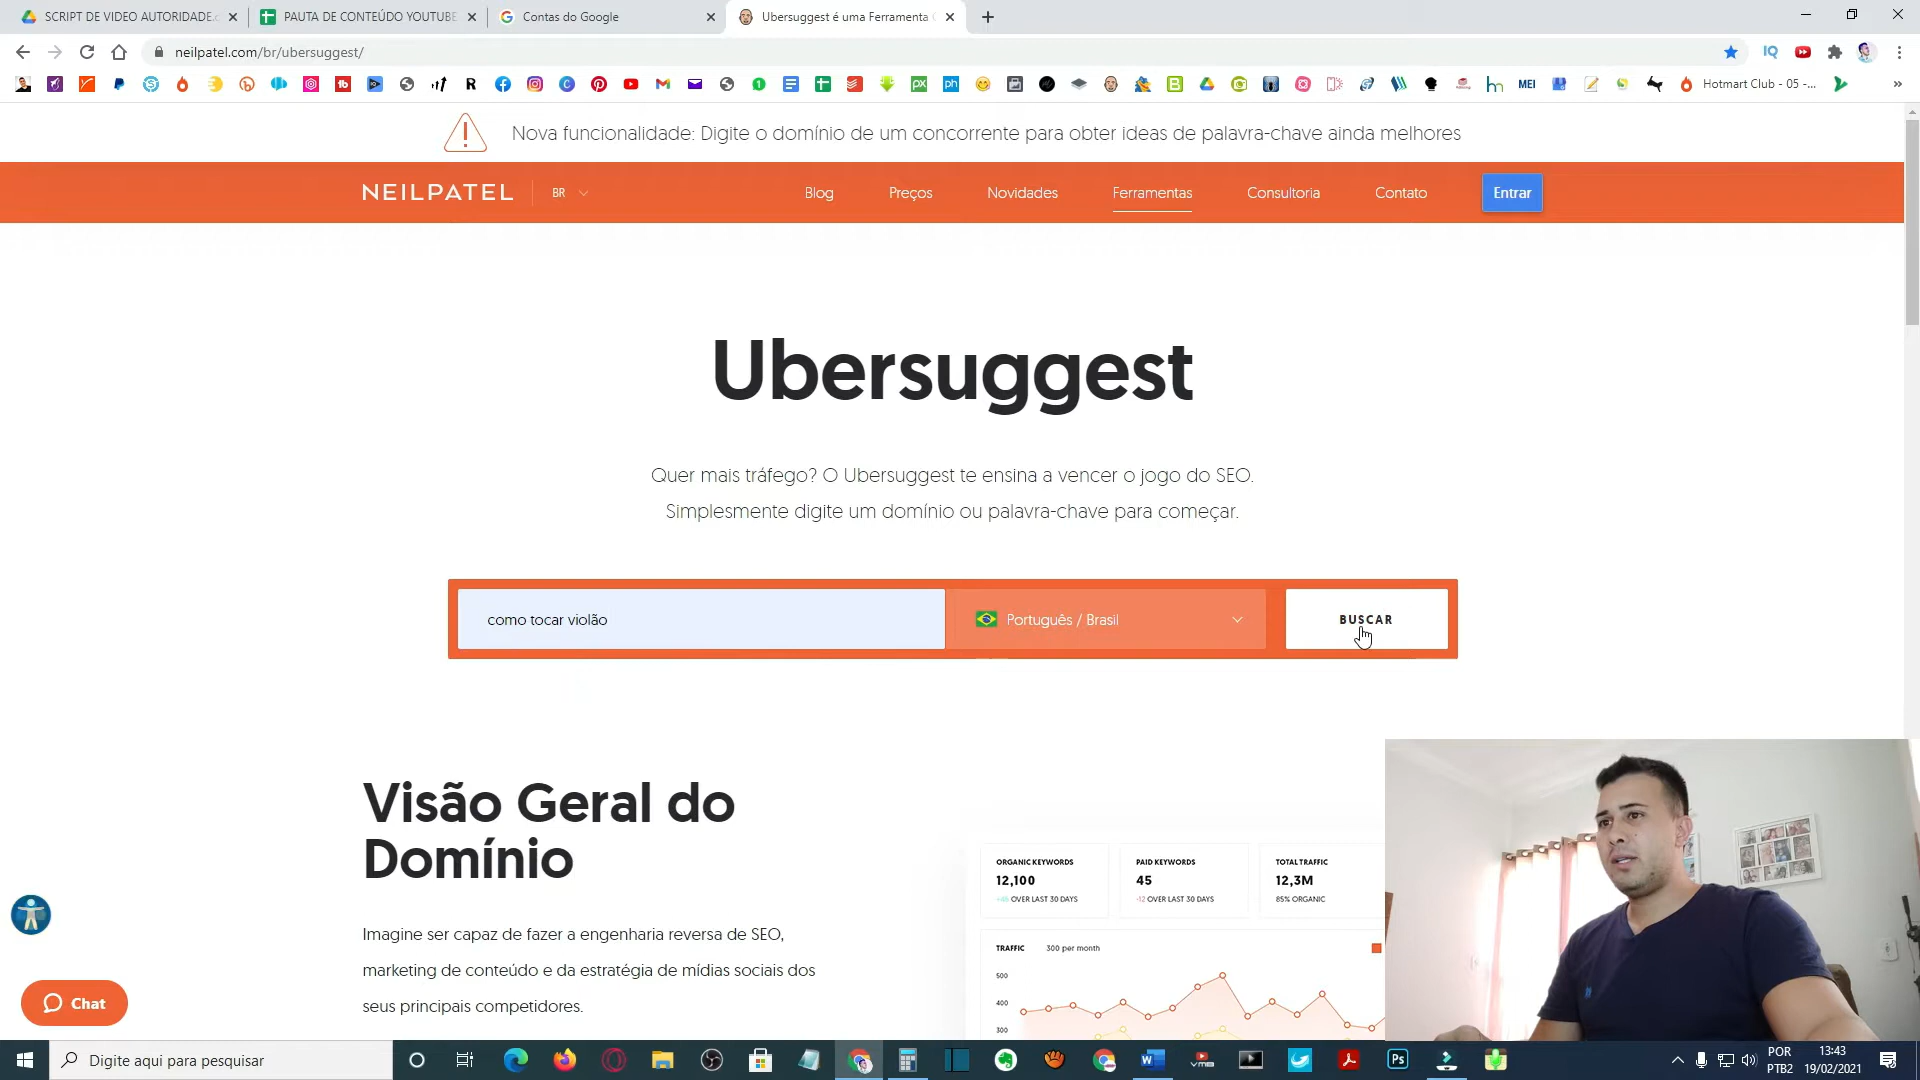 SCRIPT DE VIDEO AUTORIDADE.
PAUTA DE CONTEÚDO YOUTUBE
Contas do Google
Ubersuggest é uma Ferramenta
neilpatel.com/br/ubersuggest/
Hotmart Club - 05 -...
Nova funcionalidade: Digite o domínio de um concorrente para obter ideas de palavra-chave ainda melhores
NEILPATEL
BR
Blog
Preços
Novidades
Ferramentas
Consultoria
Contato
Entrar
Ubersuggest
Quer mais tráfego? O Ubersuggest te ensina a vencer o jogo do SEO.
Simplesmente digite um domínio ou palavra-chave para começar.
como tocar violão
Português / Brasil
BUSCAR
Visão Geral do
Domínio
Imagine ser capaz de fazer a engenharia reversa de SEO,
marketing de conteúdo e da estratégia de mídias sociais dos
seus principais competidores.
ORGANIC KEYWORDS
12,100
OVER LAST 30 DAYS
PAID KEYWORDS
45
-12 OVER LAST 30 DAYS
TOTAL TRAFFIC
12,3M
85% ORGANIC
TRAFFIC
300 per month
500
400
300
Chat
Digite aqui para pesquisar
POR
PTB2
13:43
19/02/2021